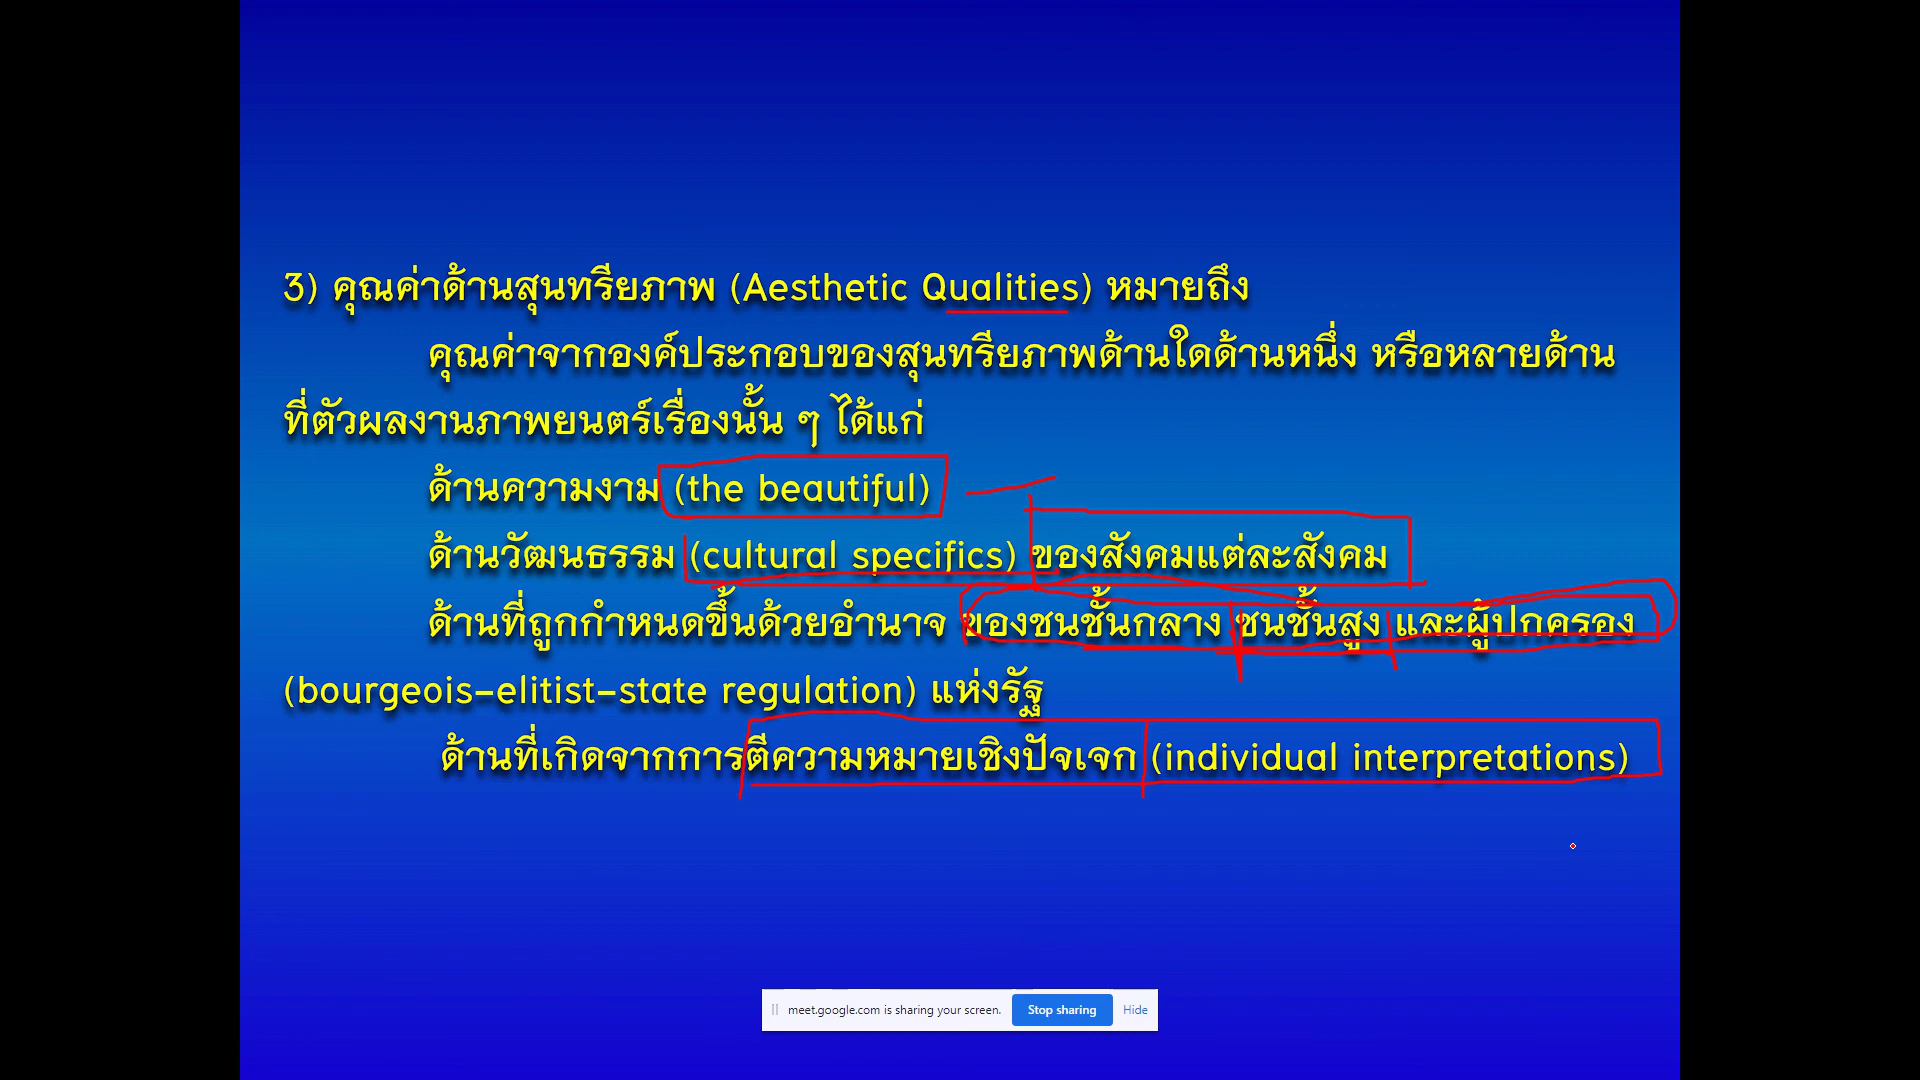 3) คุณค่าด้านสุนทรียภาพ (Aesthetic Qualities) หมายถึง
คุณค่าจากองค์ประกอบของสุนทรียภาพด้านใดด้านหนึ่ง หรือหลายด้าน
ที่ตัวผลงานภาพยนตร์เรื่องนั้น ๆ ได้แก่
ด้านความงาม (the beautiful)
ด้านวัฒนธรรม (cultural specifics) ของสังคมแต่ละสังคม
ด้านที่ถูกกำหนดขึ้นด้วยอำนาจ ของชนชั้นกลาง ชนชั้นสูง และผู้ปกครอง
(bourgeois-elitist-state regulation) แห่งรัฐ
ด้านที่เกิดจากการตีความหมายเชิงปัจเจก (individual interpretations)
meet.google.com is sharing your screen. Stop sharing Hide